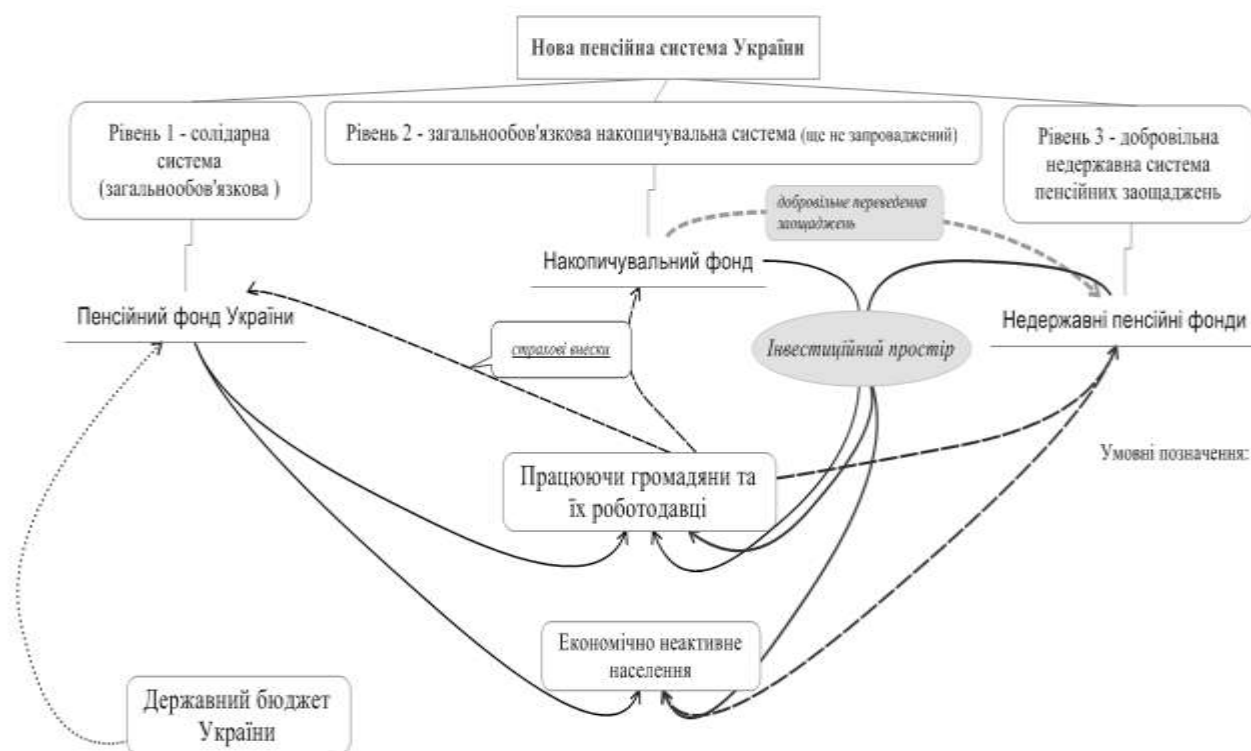 Нова пенсійна система України
Рівень 1 - солідарна
система
(загальнообов'язкова )
Рівень 2 - загальнообов'язкова накопичувальна система (ще не запроваджений)
Рівень 3 - добровільна
недержавна система
пенсійних заощаджень
добровільне переведення
заощаджень
Накопичувальний фонд
Пенсійний фонд України
Недержавні пенсійні фонди
страхові внески
Інвестиційний простір
Умовні позначення:
Працюючи громадяни та
їх роботодавці
Економічно неактивне
населення
Державний бюджет
України